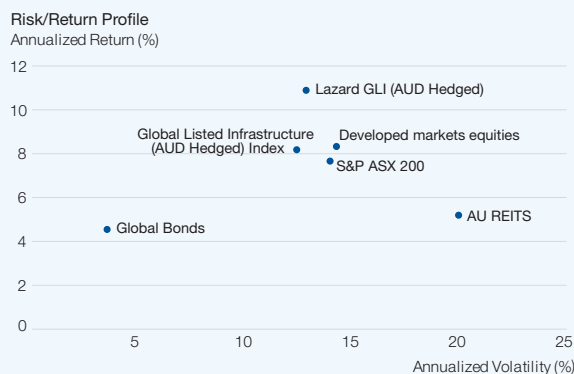 Risk/Return Profile
Annualized Return (%)
12
10
Lazard GLI (AUD Hedged)
Global Listed Infrastructure
(AUD Hedged) Index
Developed markets equities
8
S&P ASX 200
6
AU REITS
Global Bonds
4
2
0
5
10
15
20
25
Annualized Volatility (%)